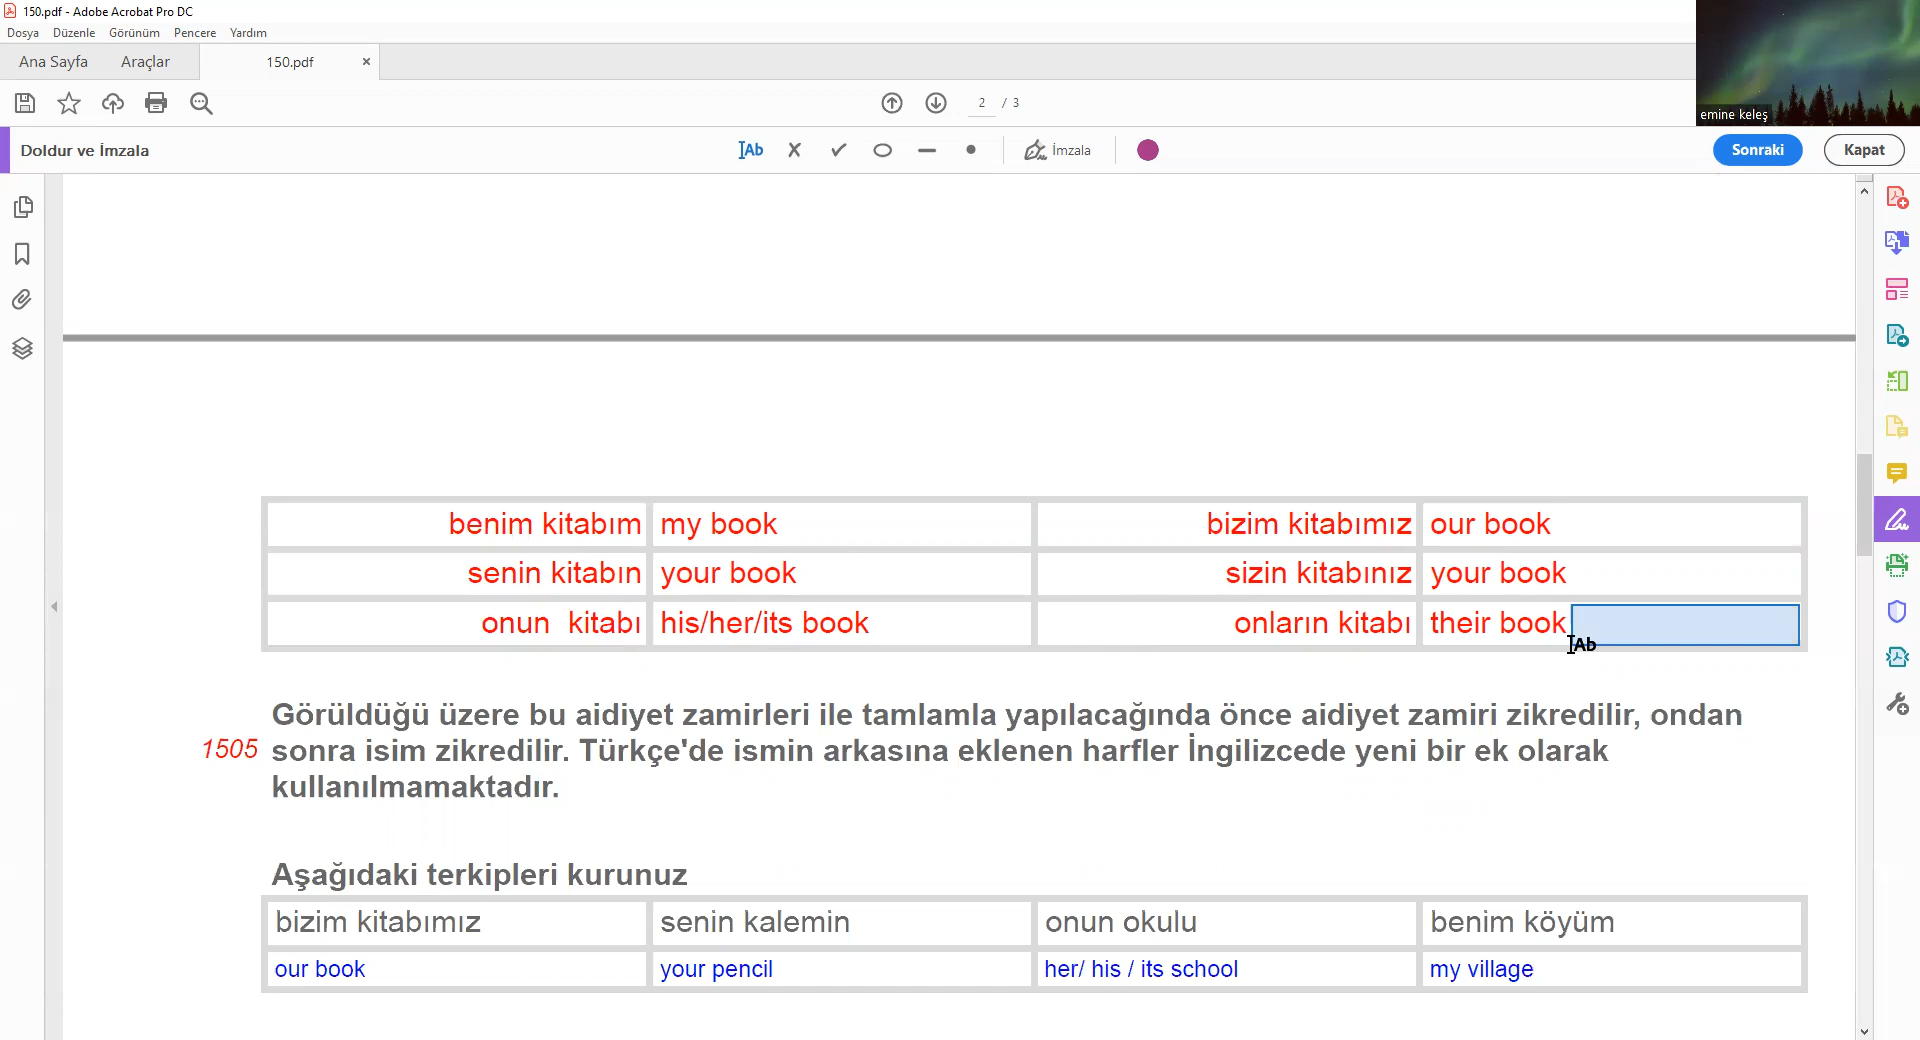 150.pdf - Adobe Acrobat Pro DC
Dosya Düzenle Görünüm Pencere Yardım
Ana Sayfa Araçlar 150.pdf ×
2 / 3
emine keleş
Doldur ve İmzala
Ab İmzala
Sonraki Kapat
benim kitabım my book bizim kitabımız our book
senin kitabın your book sizin kitabınız your book
onun kitabı his/her/its book onların kitabı their book
Ab
Görüldüğü üzere bu aidiyet zamirleri ile tamlamla yapılacağında önce aidiyet zamiri zikredilir, ondan
1505 sonra isim zikredilir. Türkçe'de ismin arkasına eklenen harfler İngilizcede yeni bir ek olarak
kullanılmamaktadır.
Aşağıdaki terkipleri kurunuz
bizim kitabımız senin kalemin onun okulu benim köyüm
our book your pencil her/ his / its school my village